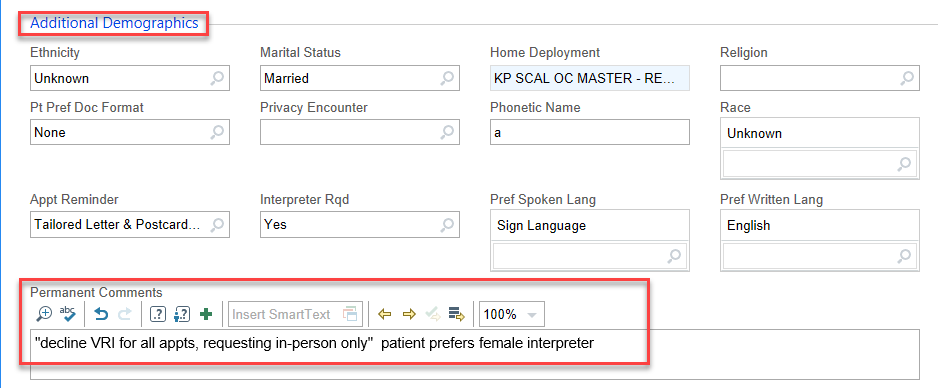 Additional Demographics
Ethnicity Marital Status Home Deployment Religion
Unknown Married KP SCAL OC MASTER - RE...
Pt Pref Doc Format Privacy Encounter Phonetic Name Race
None a Unknown
Appt Reminder Interpreter Rqd Pref Spoken Lang Pref Written Lang
Tailored Letter & Postcard... Yes Sign Language English
Permanent Comments
abc ? ? Insert SmartText 100%
"decline VRI for all appts, requesting in-person only" patient prefers female interpreter